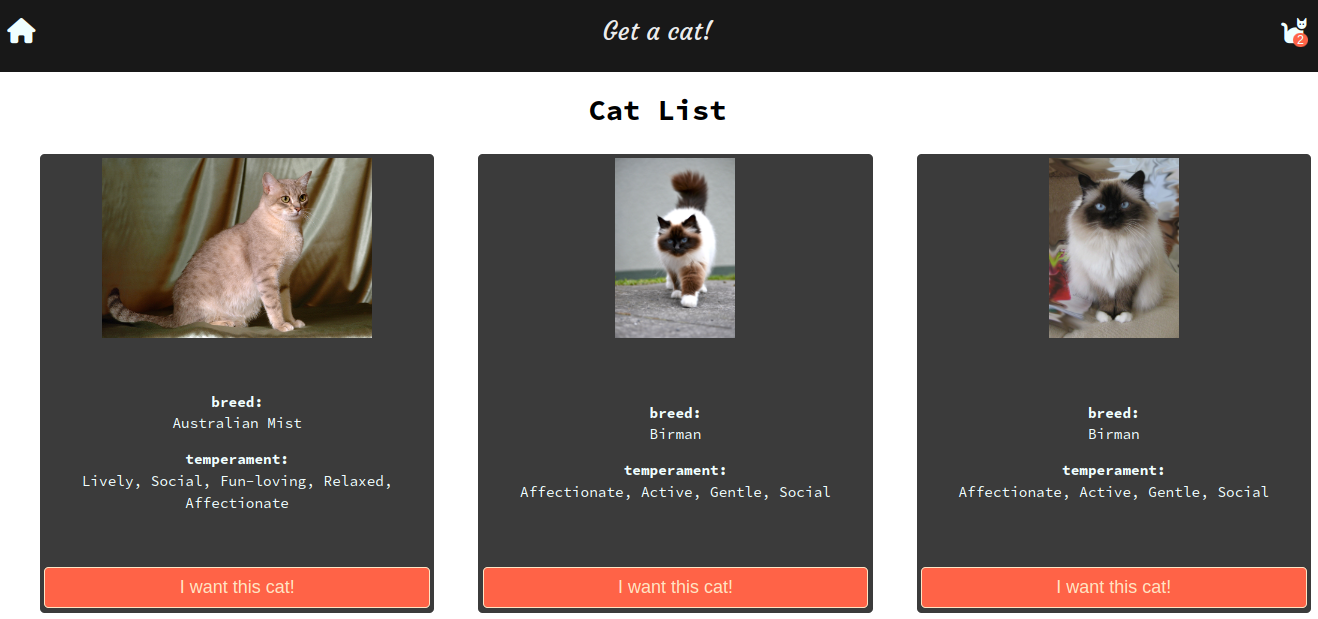 Get a cat!
2
Cat List
breed:
Australian Mist
temperament:
Lively, Social, Fun-loving, Relaxed,
Affectionate
I want this cat!
breed:
Birman
temperament:
Affectionate, Active, Gentle, Social
I want this cat!
breed:
Birman
temperament:
Affectionate, Active, Gentle, Social
I want this cat!